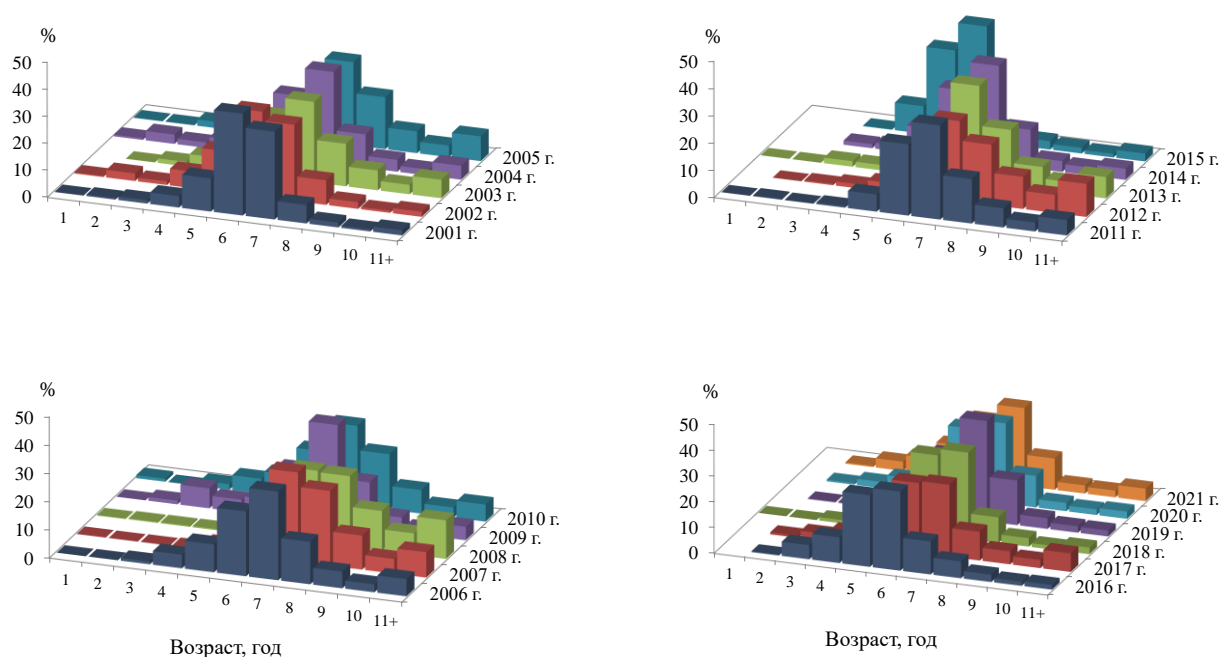 %
50
40
30
20
10
0
1 2 3 4 5 6 7 8 9 10 11+
2005 г.
2004 г.
2003 г.
2002 г.
2001 г.
%
50
40
30
20
10
0
1 2 3 4 5 6 7 8 9 10 11+
2015 г.
2014 г.
2013 г.
2012 г.
2011 г.
%
50
40
30
20
10
0
1 2 3 4 5 6 7 8 9 10 11+
2010 г.
2009 г.
2008 г.
2007 г.
2006 г.
Возраст, год
%
50
40
30
20
10
0
1 2 3 4 5 6 7 8 9 10 11+
2021 г.
2020 г.
2019 г.
2018 г.
2017 г.
2016 г.
Возраст, год